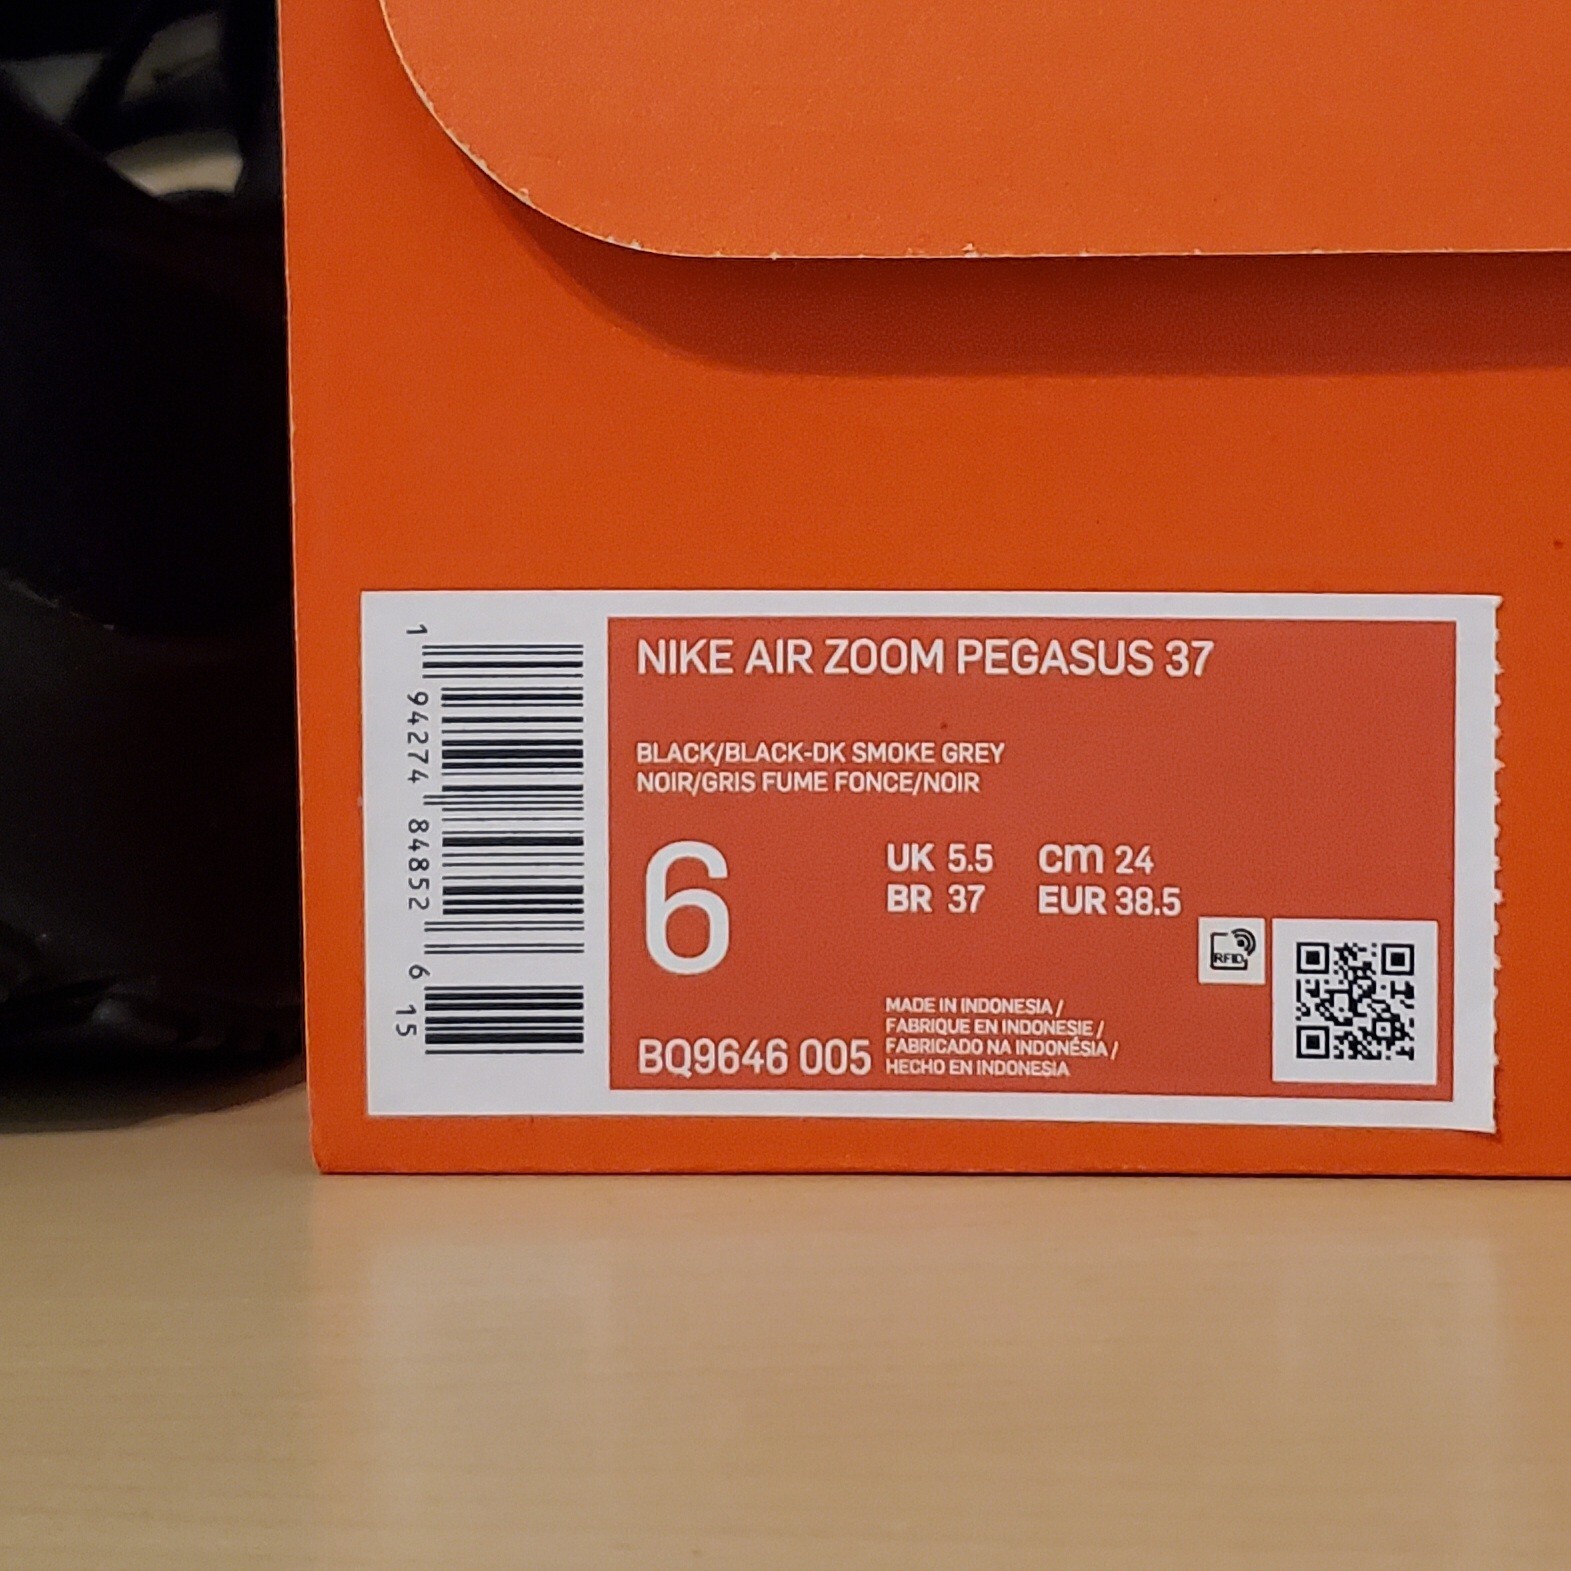 NIKE AIR ZOOM PEGASUS 37
BLACK/BLACK-DK SMOKE GREY
NOIR/GRIS FUME FONCE/NOIR
6
UK 5.5 cm 24
BR 37 EUR 38.5
RFID
BQ9646 005
MADE IN INDONESIA /
FABRIQUE EN INDONESIE /
FABRICADO NA INDONÉSIA /
HECHO EN INDONESIA
1 94274 84852 6 15